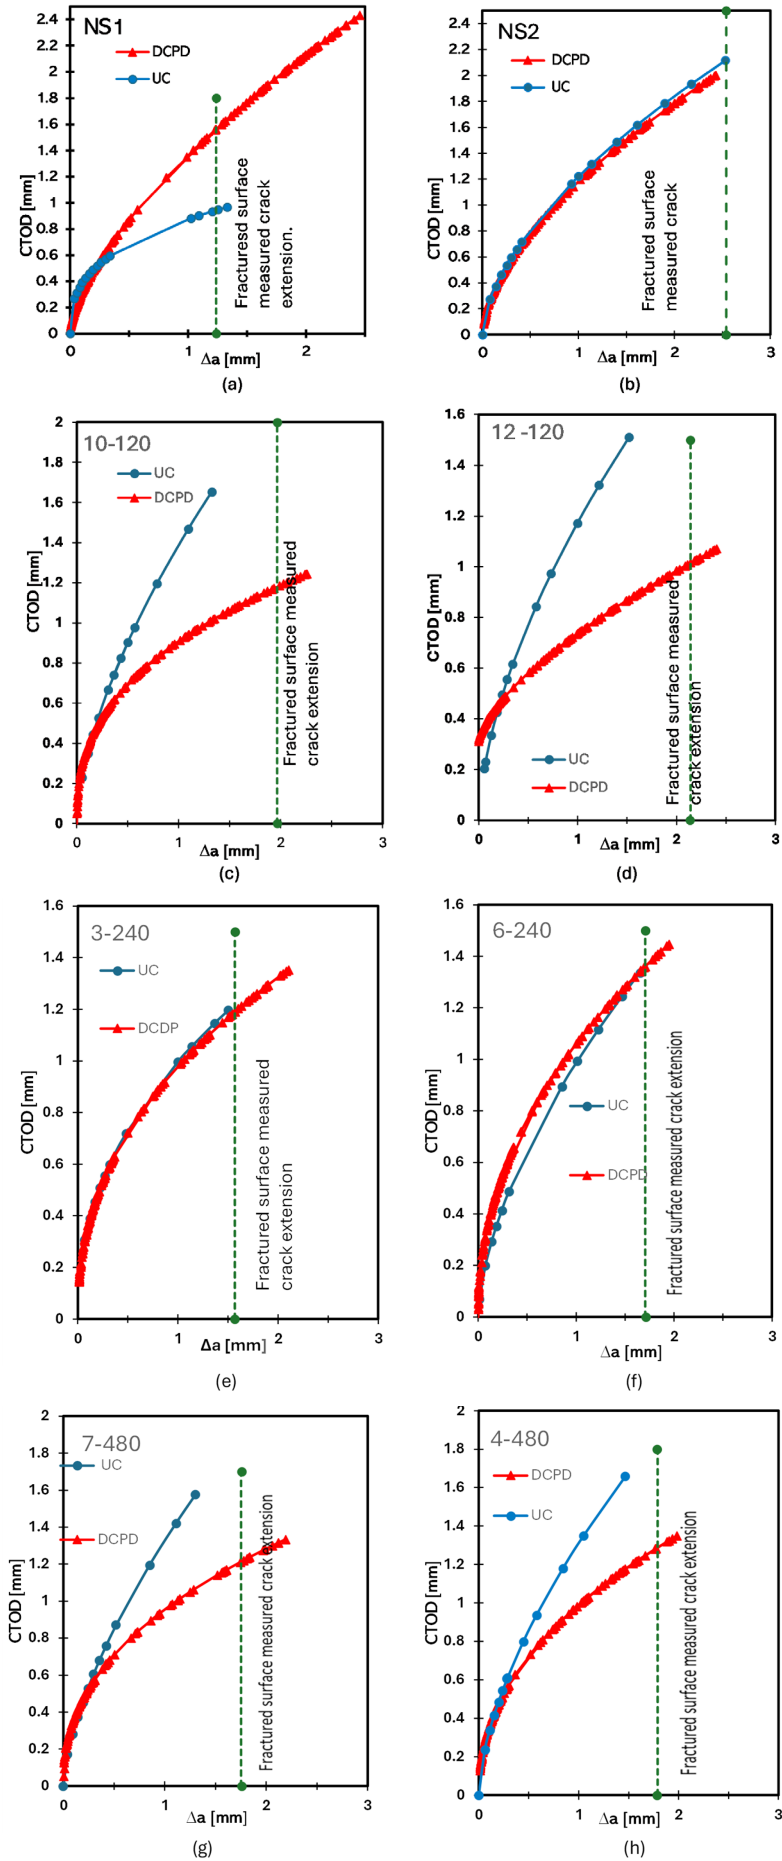 NS1
DCPD
UC
2.4
2.2
2
1.8
1.6
1.4
1.2
1
0.8
0.6
0.4
0.2
0
0 1 2
CTOD [mm]
Δa [mm]
Fracturesd surface
measured crack
extension.
(a)
NS2
DCPD
UC
2.4
2.2
2
1.8
1.6
1.4
1.2
1
0.8
0.6
0.4
0.2
0
0 1 2 3
CTOD [mm]
Δa [mm]
Fractured surface
measured crack
(b)
10-120
UC
DCPD
2
1.8
1.6
1.4
1.2
1
0.8
0.6
0.4
0.2
0
0 1 2 3
CTOD [mm]
Δa [mm]
Fractured surface measured
crack extension
(c)
12 -120
UC
DCPD
1.6
1.4
1.2
1
0.8
0.6
0.4
0.2
0
0 1 2 3
CTOD [mm]
Δa [mm]
Fractured surface measured
crack extension
(d)
3-240
UC
DCDP
1.6
1.4
1.2
1
0.8
0.6
0.4
0.2
0
0 1 2 3
CTOD [mm]
Δa [mm]
Fractured surface measured
crack extension
(e)
6-240
UC
DCPD
1.6
1.4
1.2
1
0.8
0.6
0.4
0.2
0
0 1 2 3
CTOD [mm]
Δa [mm]
Fractured surface measured crack extension
(f)
7-480
UC
DCPD
2
1.8
1.6
1.4
1.2
1
0.8
0.6
0.4
0.2
0
0 1 2 3
CTOD [mm]
Δa [mm]
Fractured surface measured crack extension
(g)
4-480
DCPD
UC
2
1.8
1.6
1.4
1.2
1
0.8
0.6
0.4
0.2
0
0 1 2 3
CTOD [mm]
Δa [mm]
Fractured surface measured crack extension
(h)